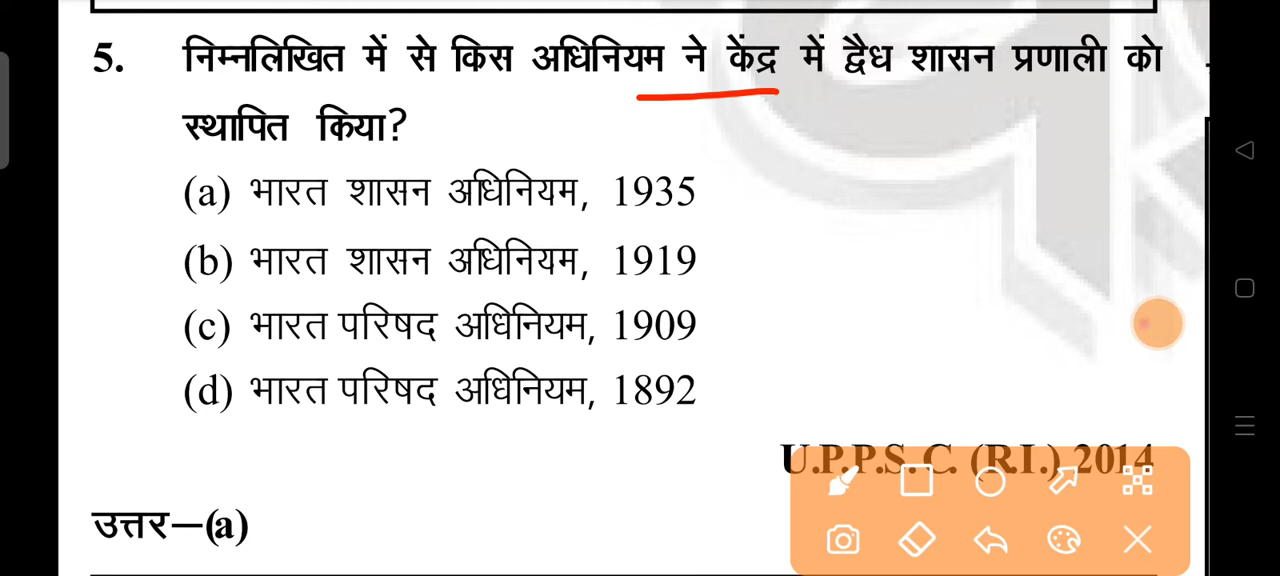 5. निम्नलिखित में से किस अधिनियम ने केंद्र में द्वैध शासन प्रणाली को
स्थापित किया?
(a) भारत शासन अधिनियम, 1935
(b) भारत शासन अधिनियम, 1919
(c) भारत परिषद अधिनियम, 1909
(d) भारत परिषद अधिनियम, 1892
U.P.P.S.C. (R.I.) 2014
उत्तर–(a)